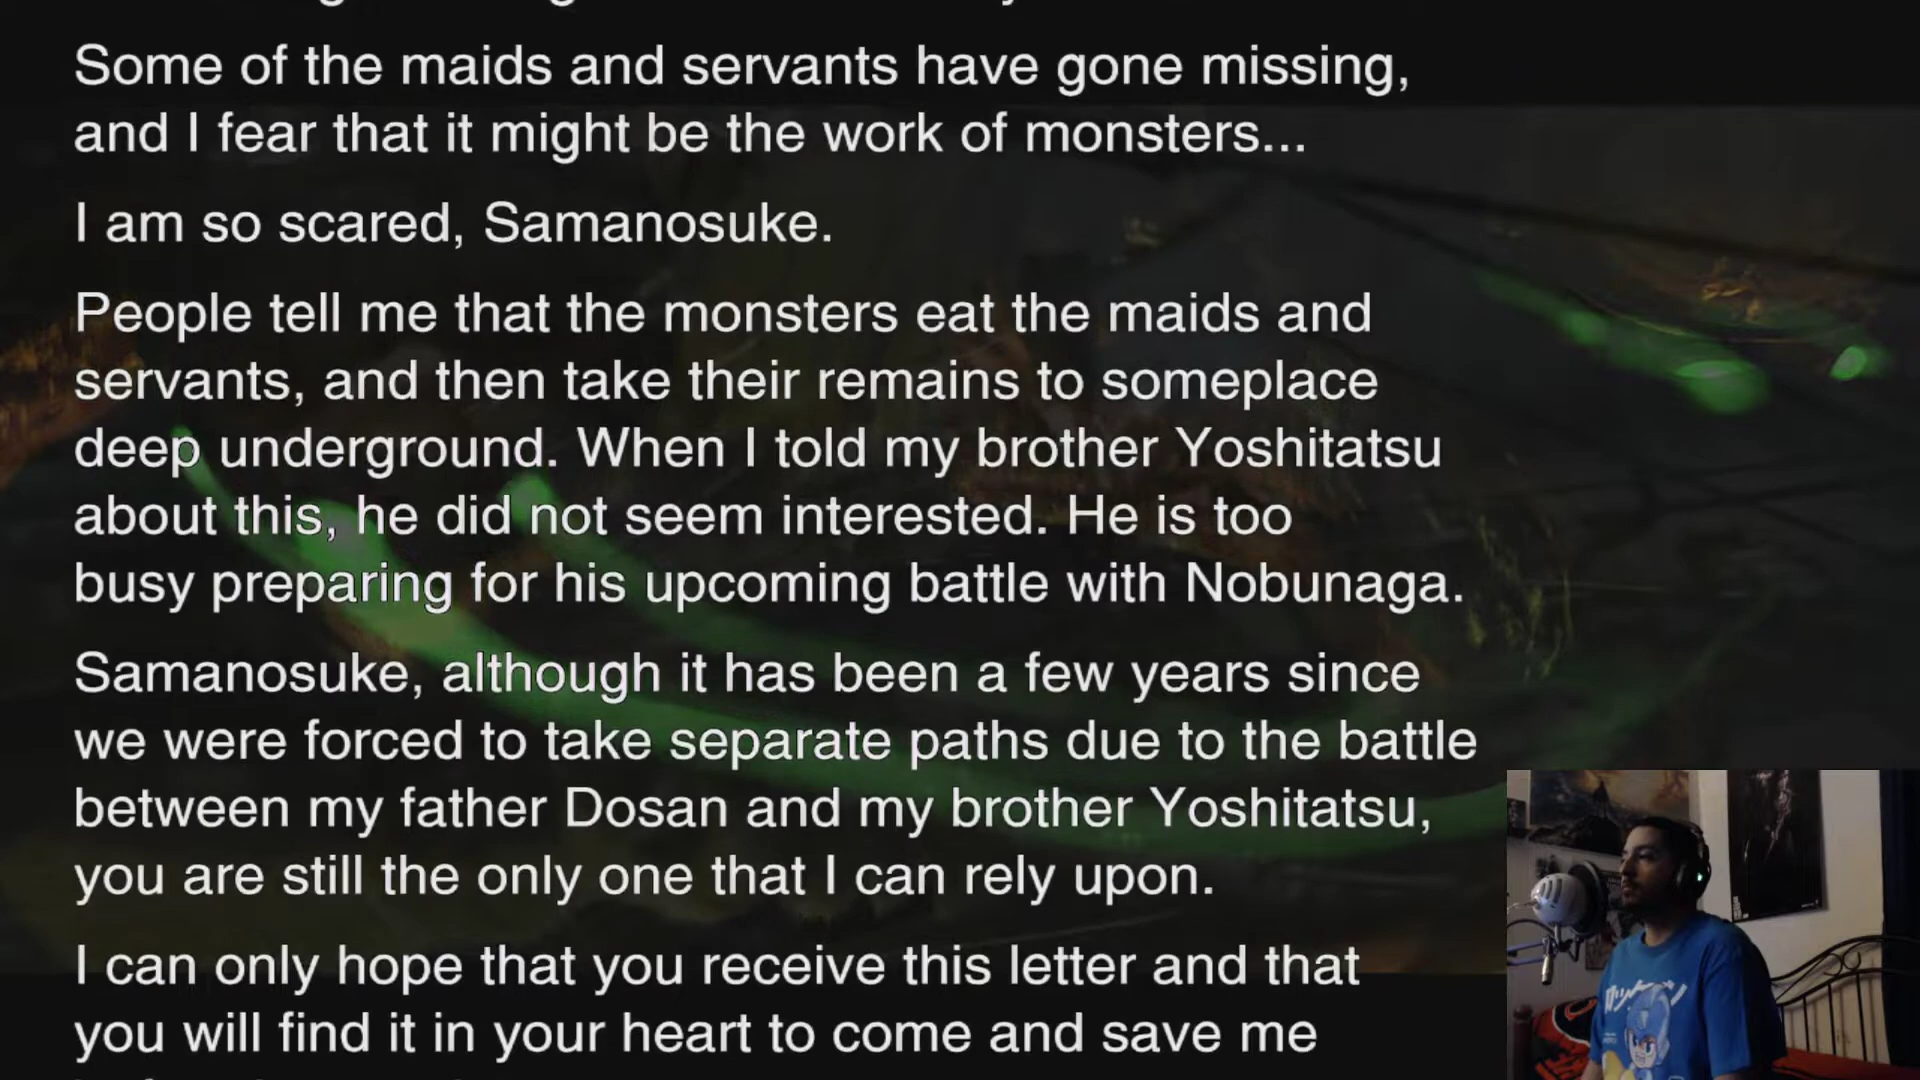 Some of the maids and servants have gone missing,
and I fear that it might be the work of monsters...
I am so scared, Samanosuke.
People tell me that the monsters eat the maids and
servants, and then take their remains to someplace
deep underground. When I told my brother Yoshitatsu
about this, he did not seem interested. He is too
busy preparing for his upcoming battle with Nobunaga.
Samanosuke, although it has been a few years since
we were forced to take separate paths due to the battle
between my father Dosan and my brother Yoshitatsu,
you are still the only one that I can rely upon.
I can only hope that you receive this letter and that
you will find it in your heart to come and save me
ロックマン